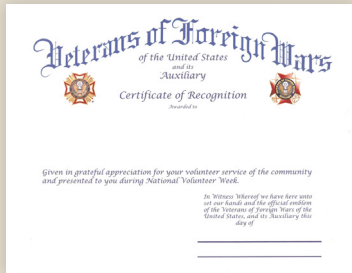 Veterans of Foreign Wars
of the United States
and its
Auxiliary
Certificate of Recognition
Awarded to
Given in grateful appreciation for your volunteer service of the community
and presented to you during National Volunteer Week.
In Witness Whereof we have here unto
set our hands and the official emblem
of the Veterans of Foreign Wars of the
United States, and its Auxiliary this
day of